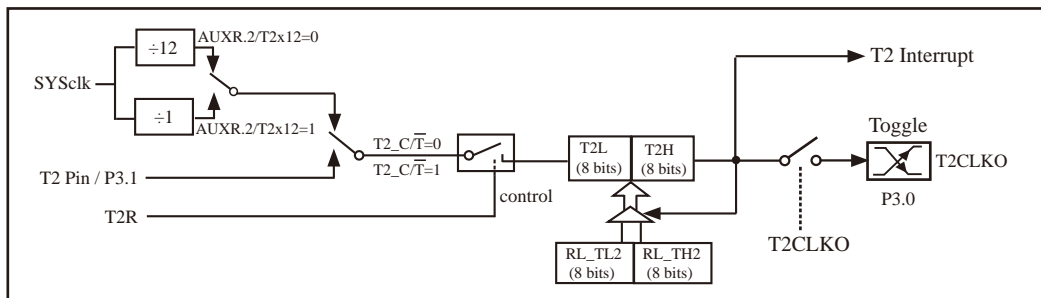 ÷12
AUXR.2/T2x12=0
SYSclk
÷1
AUXR.2/T2x12=1
T2 Interrupt
Toggle
T2CLKO
P3.0
T2_C/T̅=0
T2_C/T̅=1
T2L
(8 bits)
T2H
(8 bits)
T2 Pin / P3.1
control
T2R
T2CLKO
RL_TL2
(8 bits)
RL_TH2
(8 bits)